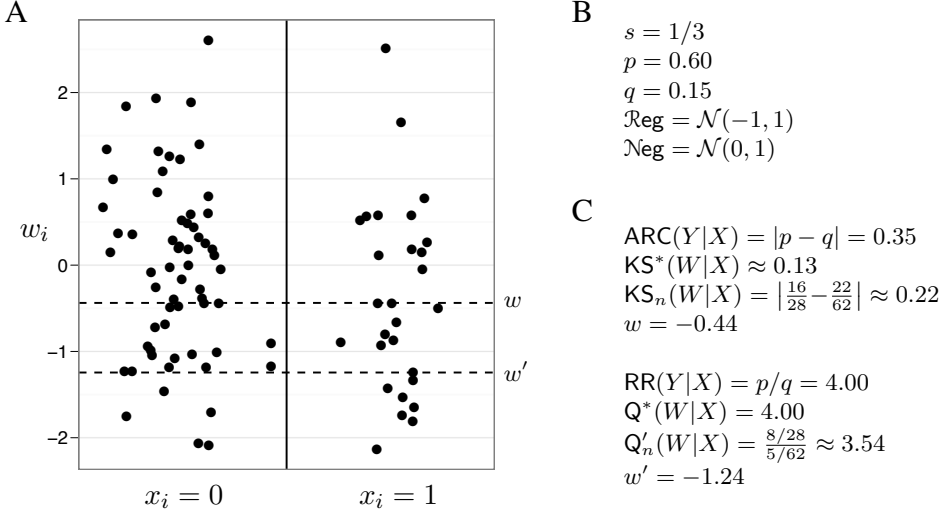 A
2
1
w_i
0
−1
−2
w
w′
x_i = 0
x_i = 1
B
s = 1/3
p = 0.60
q = 0.15
ℛeg = 𝒩(−1, 1)
𝒩eg = 𝒩(0, 1)
C
ARC(Y|X) = |p − q| = 0.35
KS*(W|X) ≈ 0.13
KS_n(W|X) = |16/28 − 22/62| ≈ 0.22
w = −0.44
RR(Y|X) = p/q = 4.00
Q*(W|X) = 4.00
Q′_n(W|X) = (8/28)/(5/62) ≈ 3.54
w′ = −1.24